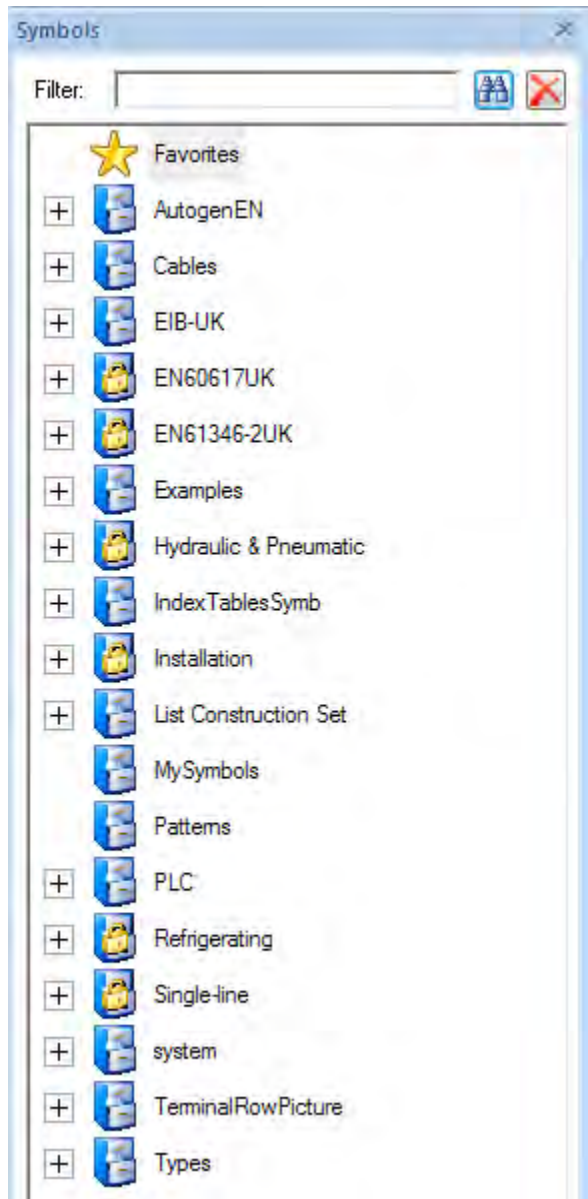 Symbols
Filter:
Favorites
AutogenEN
Cables
EIB-UK
EN60617UK
EN61346-2UK
Examples
Hydraulic & Pneumatic
IndexTablesSymb
Installation
List Construction Set
MySymbols
Patterns
PLC
Refrigerating
Single-line
system
TerminalRowPicture
Types